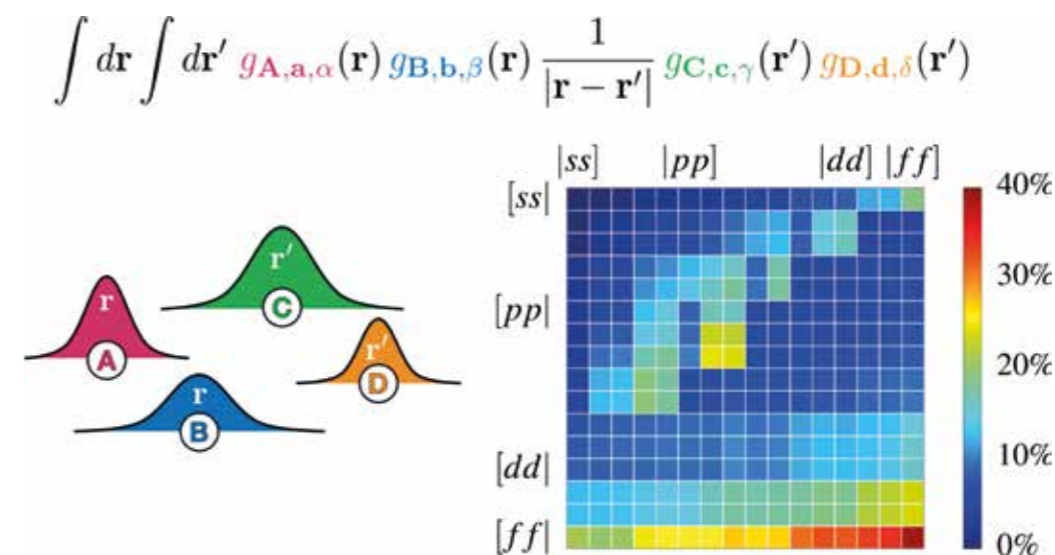 ∫ dr ∫ dr′ g_{A,a,α}(r) g_{B,b,β}(r) 1/|r − r′| g_{C,c,γ}(r′) g_{D,d,δ}(r′)
|ss] |pp] |dd] |ff]
[ss|
[pp|
[dd|
[ff|
40%
30%
20%
10%
0%
r
A
r′
C
r
B
r′
D